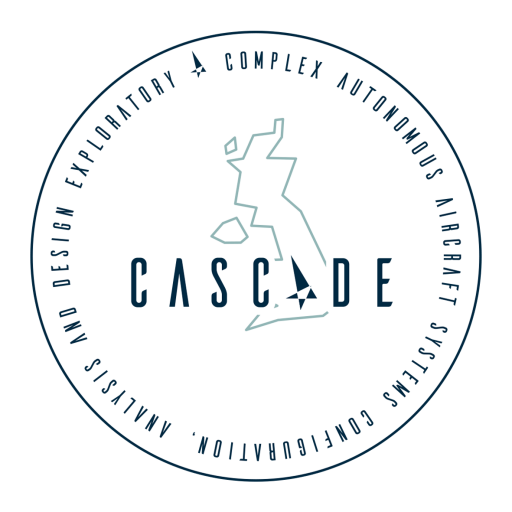 COMPLEX AUTONOMOUS AIRCRAFT SYSTEMS CONFIGURATION, ANALYSIS AND DESIGN EXPLORATORY
CASCADE